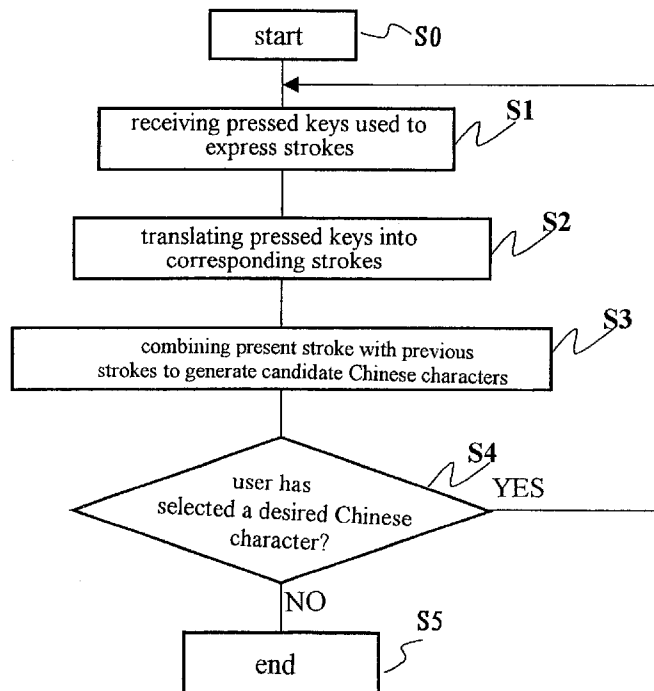 start
S0
receiving pressed keys used to
express strokes
S1
translating pressed keys into
corresponding strokes
S2
combining present stroke with previous
strokes to generate candidate Chinese characters
S3
user has
selected a desired Chinese
character?
S4
YES
NO
end
S5